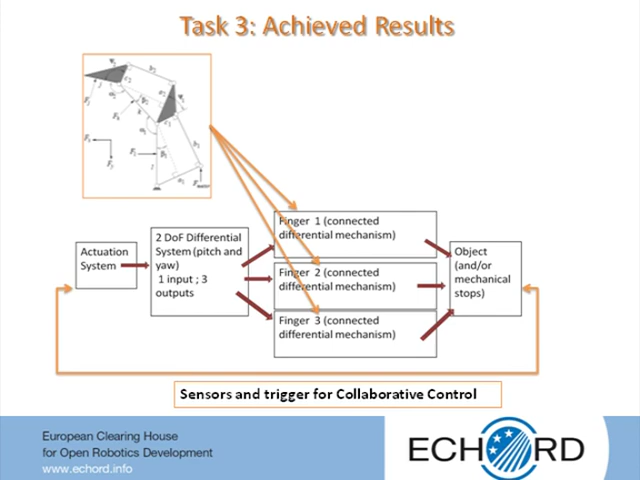 Task 3: Achieved Results
Actuation
System
2 DoF Differential
System (pitch and
yaw)
1 input ; 3
outputs
Finger 1 (connected
differential mechanism)
Finger 2 (connected
differential mechanism)
Finger 3 (connected
differential mechanism)
Object
(and/or
mechanical
stops)
Sensors and trigger for Collaborative Control
European Clearing House
for Open Robotics Development
www.echord.info
ECHORD